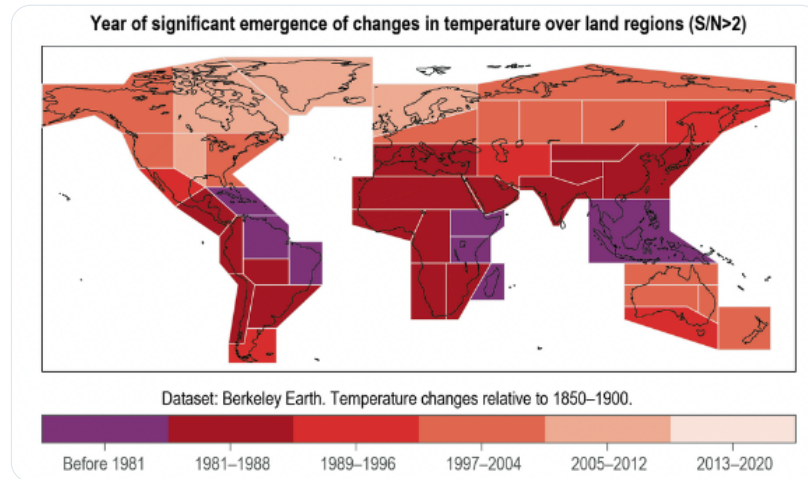 Year of significant emergence of changes in temperature over land regions (S/N>2)
Dataset: Berkeley Earth. Temperature changes relative to 1850–1900.
Before 1981 1981–1988 1989–1996 1997–2004 2005–2012 2013–2020